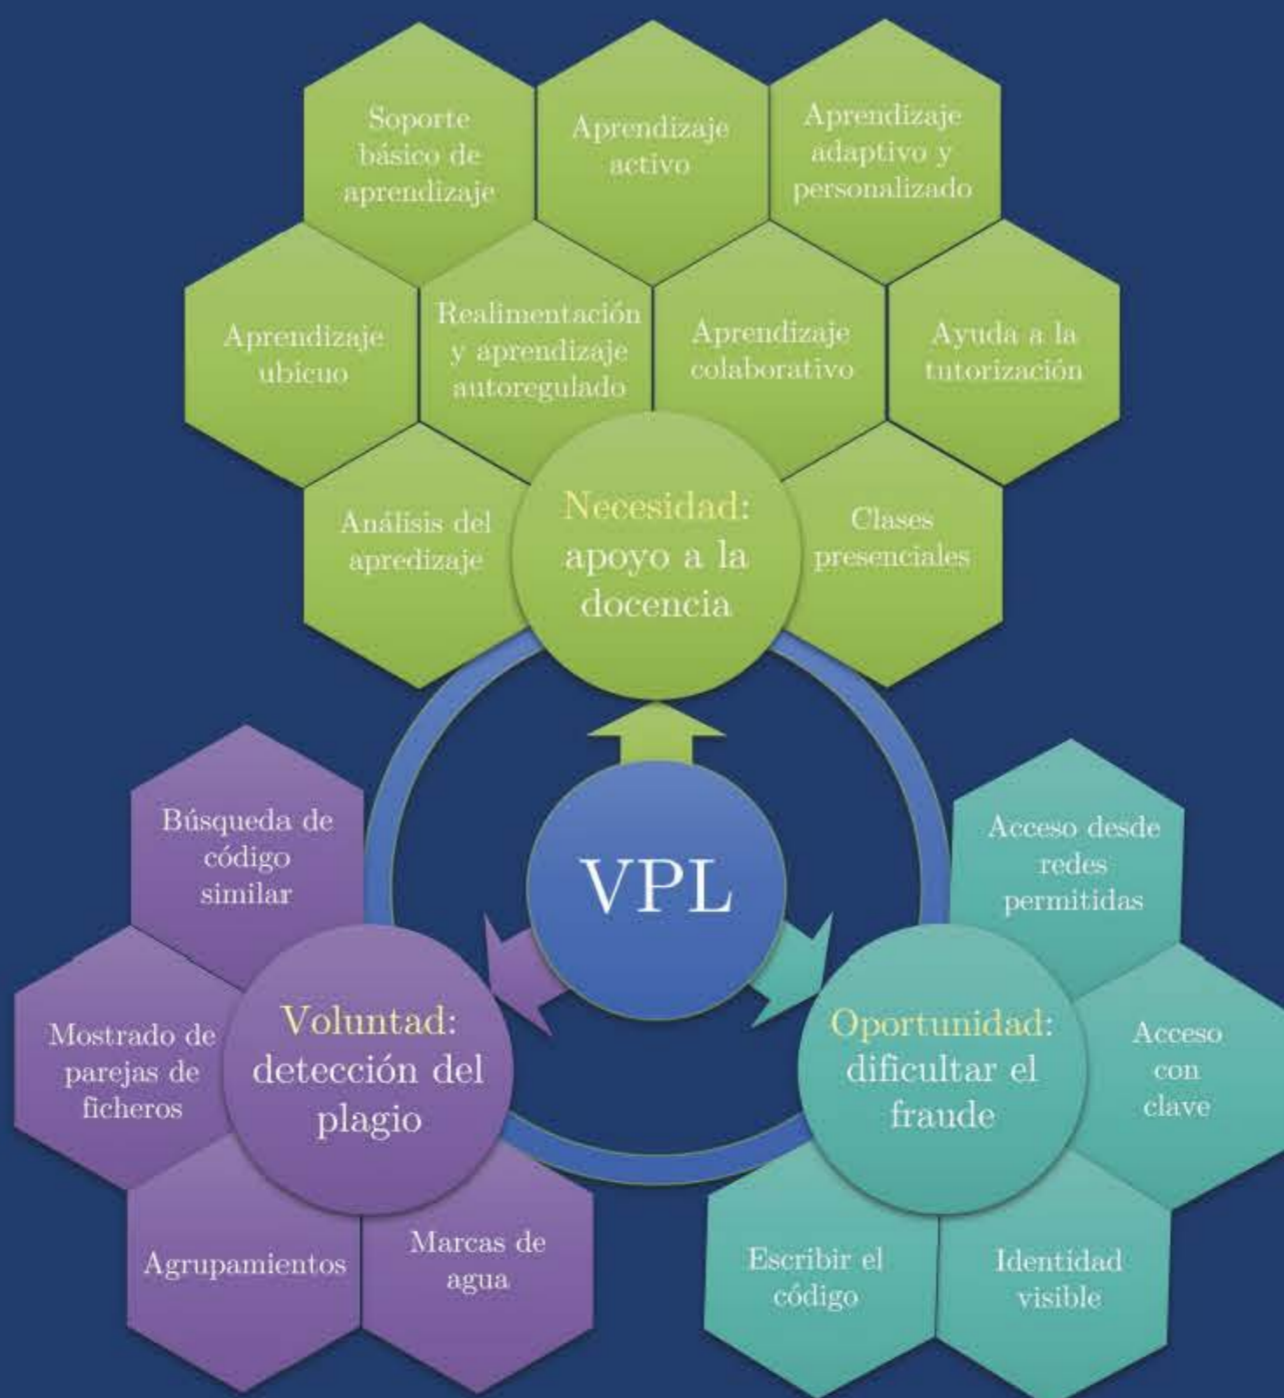 Soporte
básico de
aprendizaje
Aprendizaje
activo
Aprendizaje
adaptivo y
personalizado
Aprendizaje
ubicuo
Realimentación
y aprendizaje
autoregulado
Aprendizaje
colaborativo
Ayuda a la
tutorización
Análisis del
apredizaje
Necesidad:
apoyo a la
docencia
Clases
presenciales
VPL
Búsqueda de
código
similar
Mostrado de
parejas de
ficheros
Voluntad:
detección del
plagio
Agrupamientos
Marcas de
agua
Acceso desde
redes
permitidas
Oportunidad:
dificultar el
fraude
Acceso
con
clave
Escribir el
código
Identidad
visible